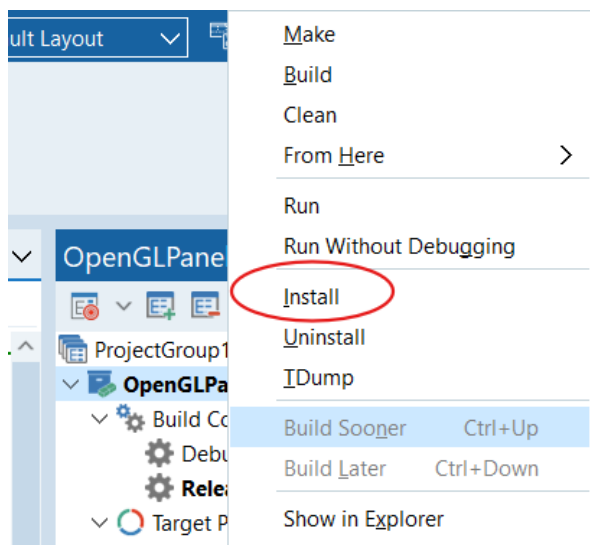 ult Layout
Make
Build
Clean
From Here
Run
Run Without Debugging
OpenGLPane
Install
Uninstall
ProjectGroup1
TDump
OpenGLPa
Build Co
Build Sooner Ctrl+Up
Debu
Build Later Ctrl+Down
Relea
Target P
Show in Explorer